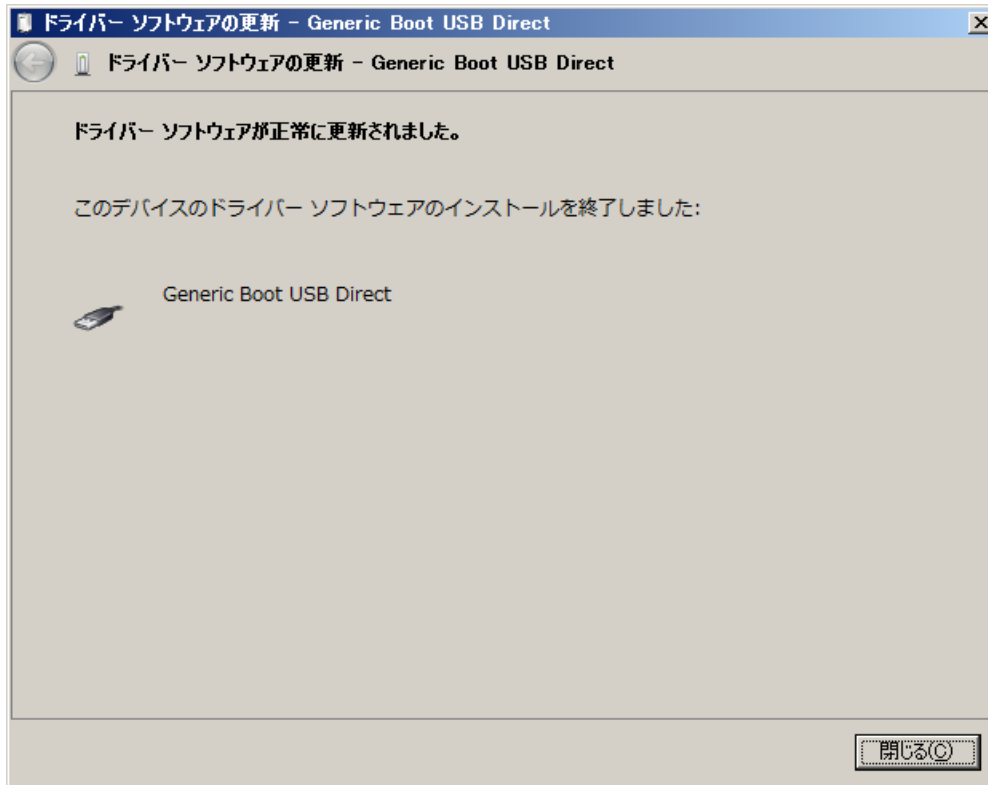 ドライバー ソフトウェアの更新 - Generic Boot USB Direct
ドライバー ソフトウェアの更新 - Generic Boot USB Direct
ドライバー ソフトウェアが正常に更新されました。
このデバイスのドライバー ソフトウェアのインストールを終了しました:
Generic Boot USB Direct
閉じる(C)